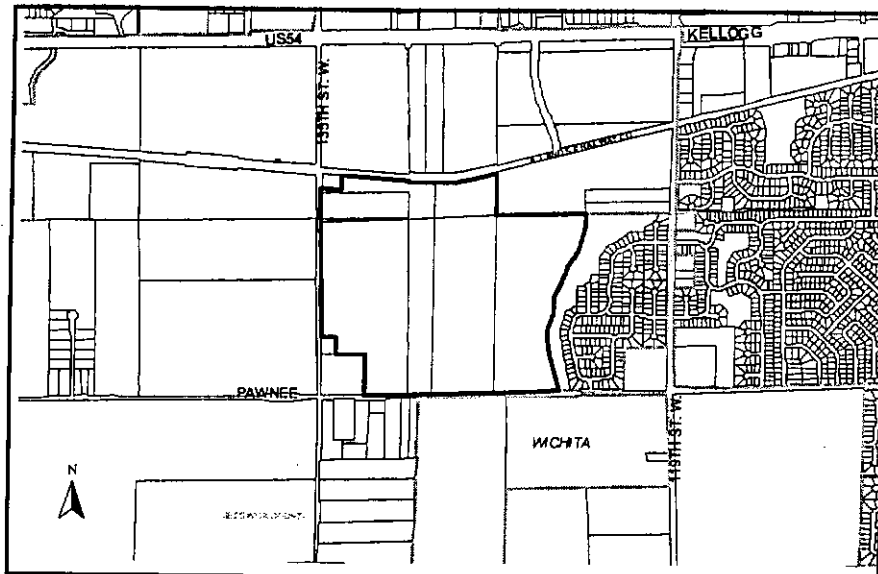 US54
KELLOGG
135TH ST. W.
PAWNEE
WICHITA
119TH ST. W.
N